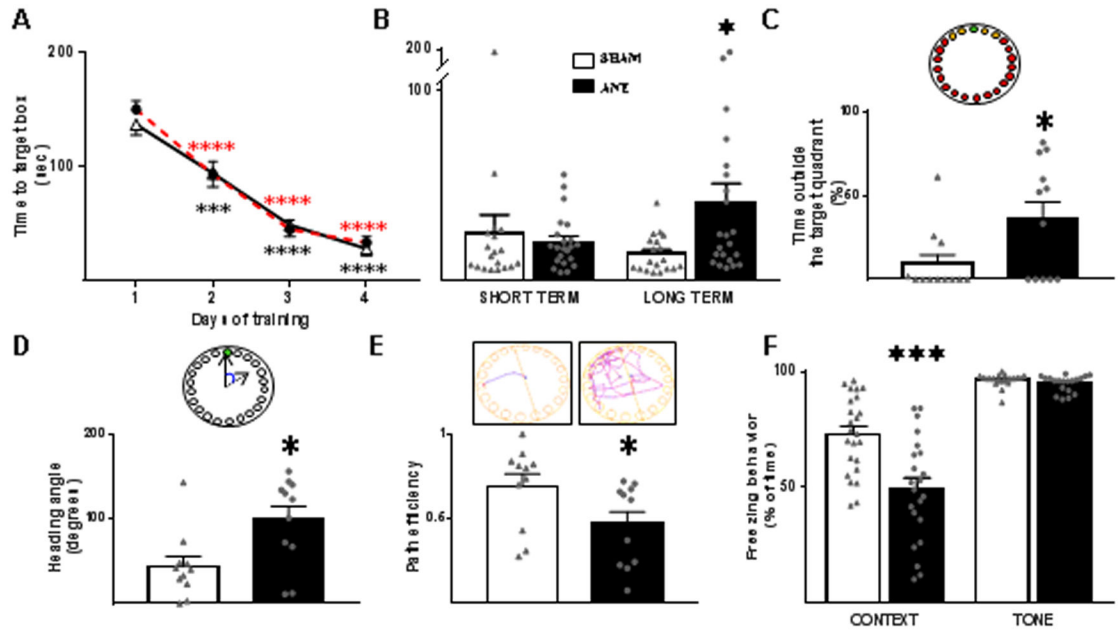 A
Time to target box
(sec)
200
100
****
***
****
****
****
****
1
2
3
4
Days of training
B
200
100
SHAM
ANE
*
SHORT TERM
LONG TERM
C
Time outside
the target quadrant
(%)
100
50
*
D
Heading angle
(degrees)
200
100
*
E
Path efficiency
1
0.6
*
F
Freezing behavior
(% of time)
100
50
***
CONTEXT
TONE